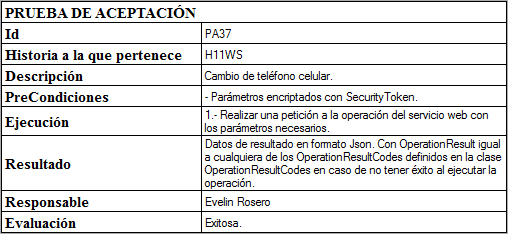 PRUEBA DE ACEPTACIÓN
Id PA37
Historia a la que pertenece H11WS
Descripción Cambio de teléfono celular.
PreCondiciones - Parámetros encriptados con SecurityToken.
Ejecución 1.- Realizar una petición a la operación del servicio web con
los parámetros necesarios.
Resultado Datos de resultado en formato Json. Con OperationResult igual
a cualquiera de los OperationResultCodes definidos en la clase
OperationResultCodes en caso de no tener éxito al ejecutar la
operación.
Responsable Evelin Rosero
Evaluación Exitosa.